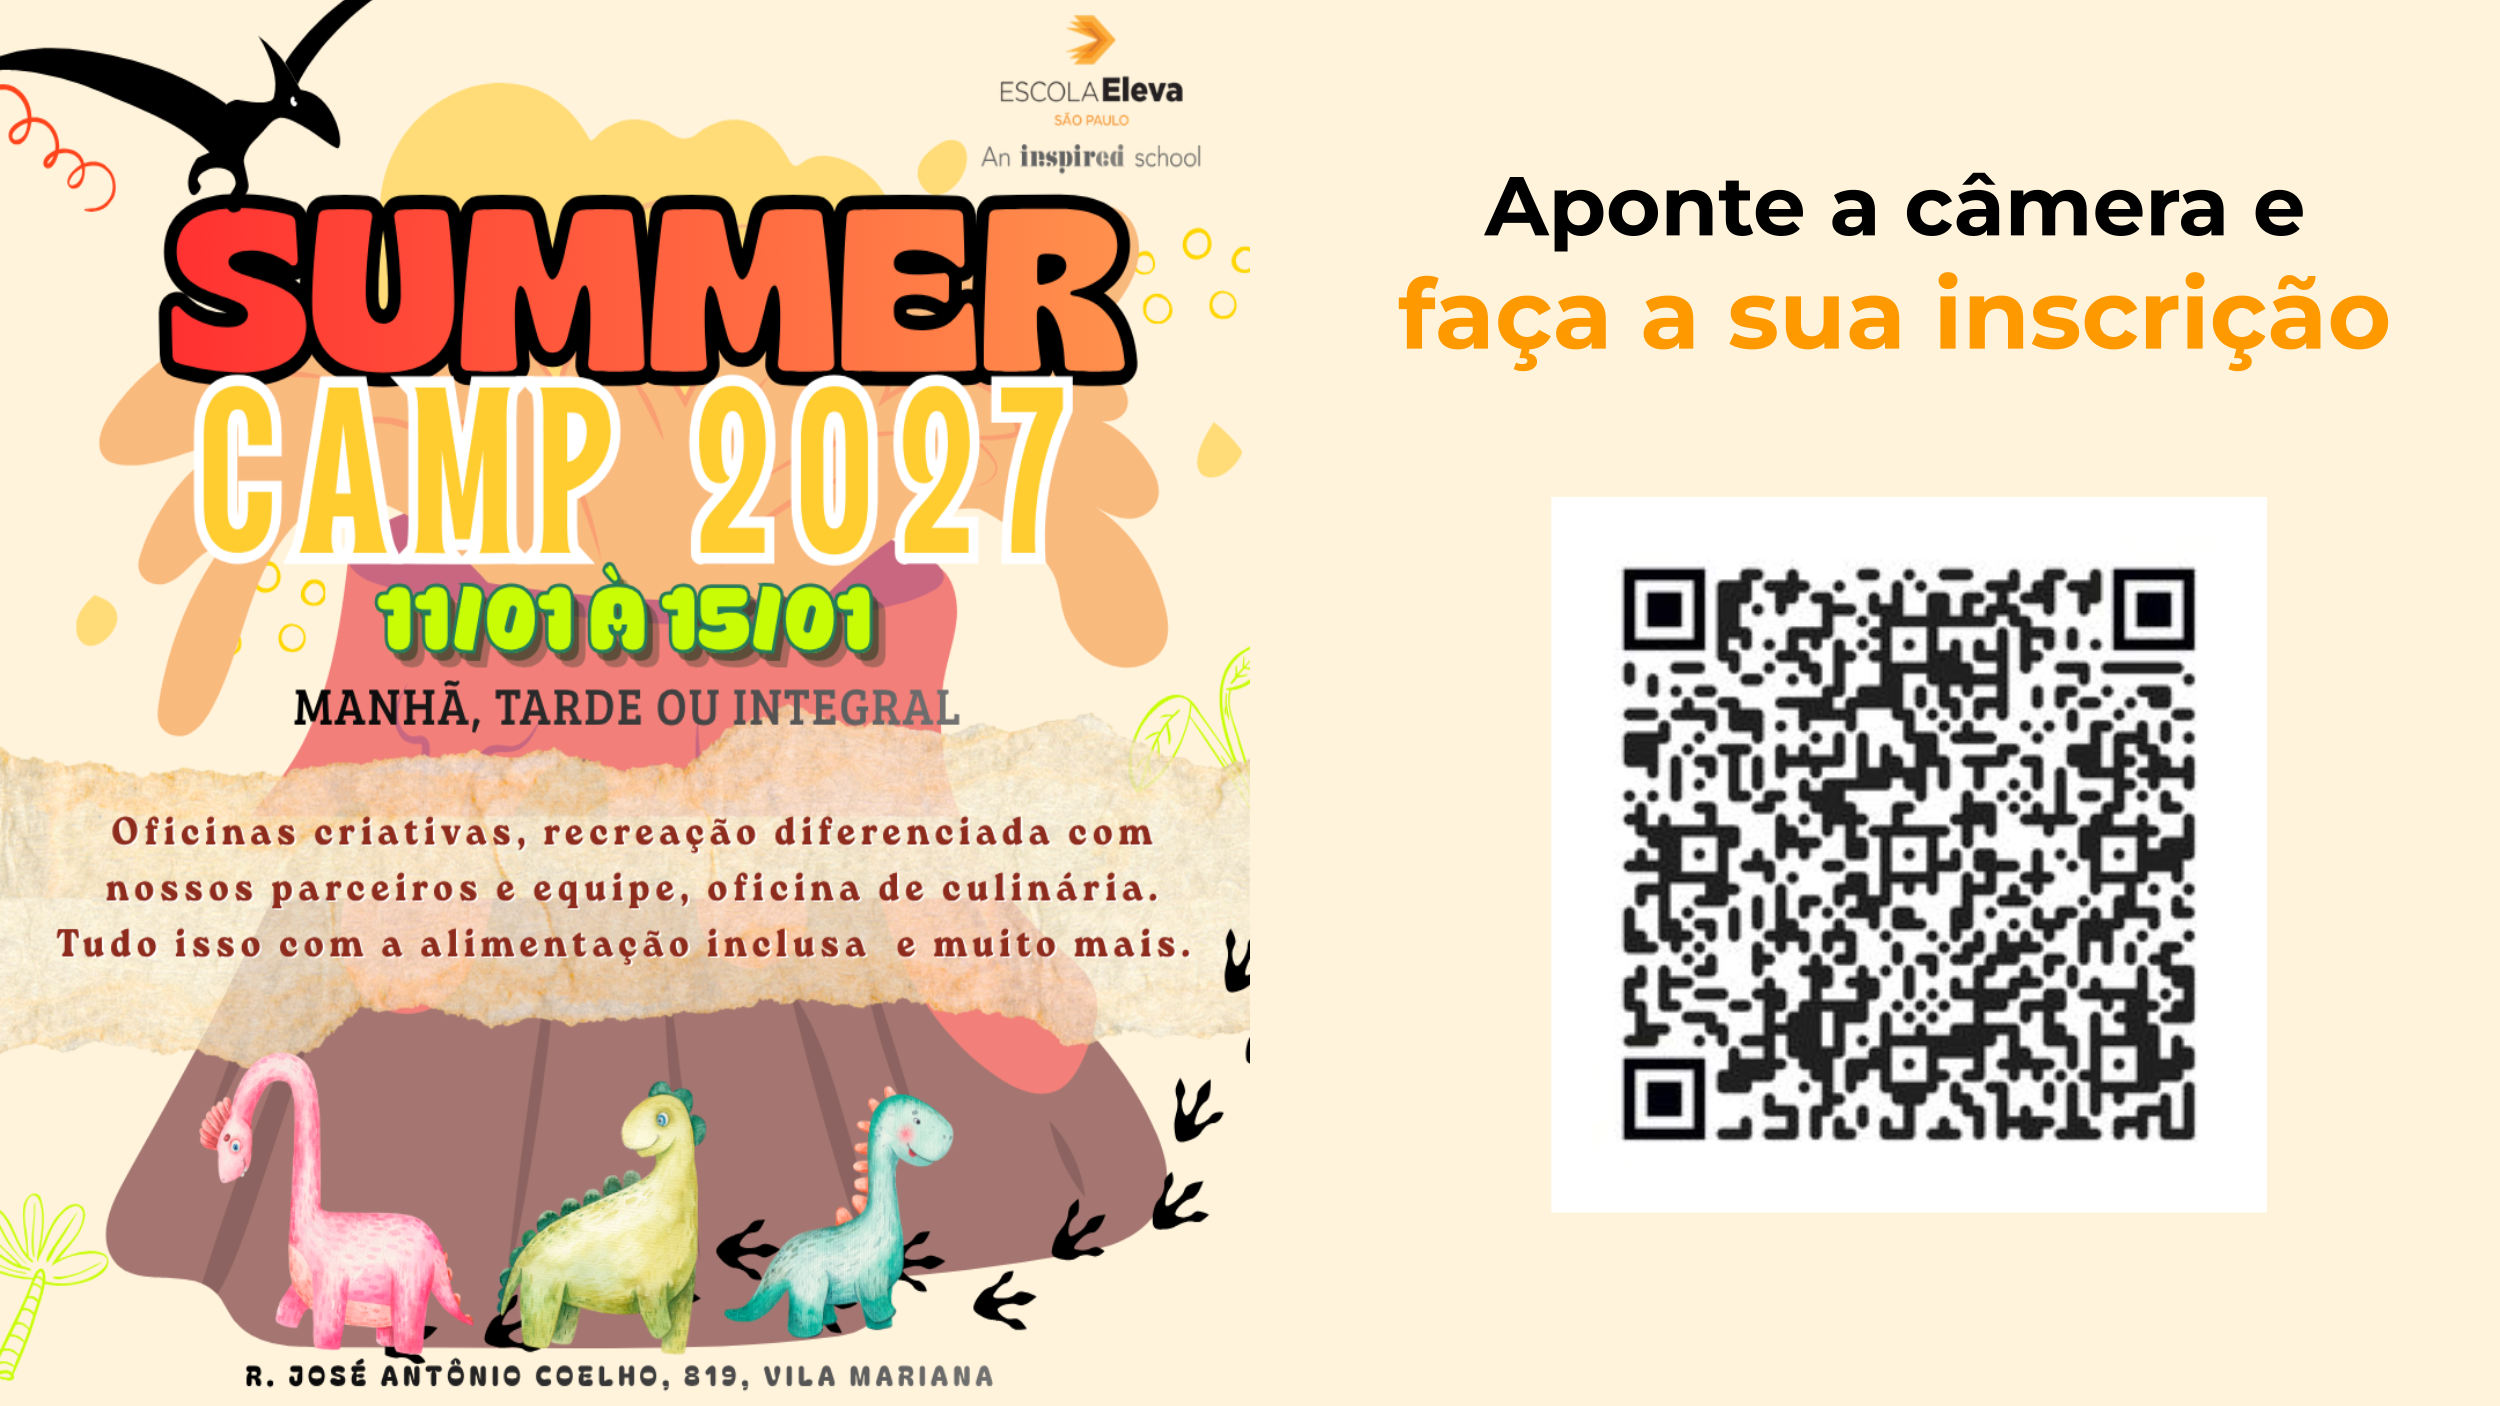 ESCOLA Eleva
SÃO PAULO
An inspired school
SUMMER
CAMP 2027
11/01 À 15/01
MANHÃ, TARDE OU INTEGRAL
Oficinas criativas, recreação diferenciada com
nossos parceiros e equipe, oficina de culinária.
Tudo isso com a alimentação inclusa e muito mais.
R. JOSÉ ANTÔNIO COELHO, 819, VILA MARIANA
Aponte a câmera e
faça a sua inscrição